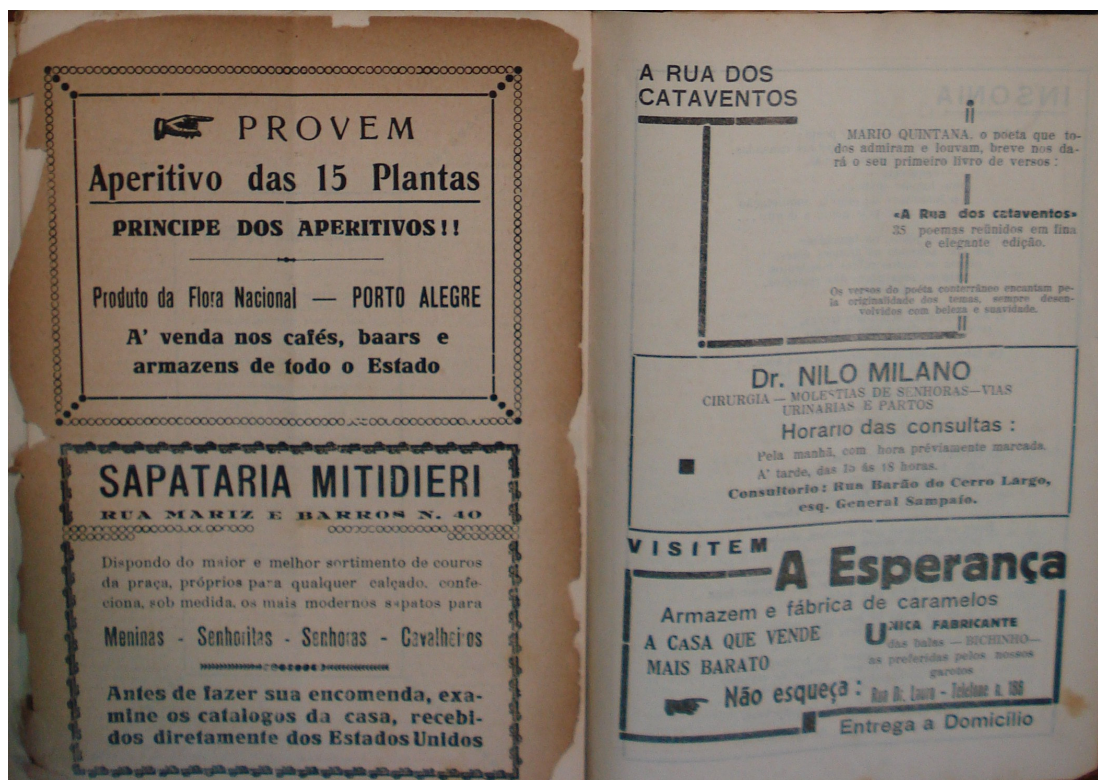 PROVEM
Aperitivo das 15 Plantas
PRINCIPE DOS APERITIVOS!!
Produto da Flora Nacional — PORTO ALEGRE
A' venda nos cafés, baars e
armazens de todo o Estado
SAPATARIA MITIDIERI
RUA MARIZ E BARROS N. 40
Dispondo do maior e melhor sortimento de couros
da praça, próprios para qualquer calçado, confe-
ciona, sob medida, os mais modernos sapatos para
Meninas - Senhoritas - Senhoras - Cavalheiros
Antes de fazer sua encomenda, exa-
mine os catalogos da casa, recebi-
dos diretamente dos Estados Unidos
A RUA DOS
CATAVENTOS
INSONIA
MARIO QUINTANA, o poeta que to-
dos admiram e louvam, breve nos da-
rá o seu primeiro livro de versos :
«A Rua dos cataventos»
35 poemas reünidos em fina
e elegante edição.
Os versos do poéta conterrâneo encantam pe-
la originalidade dos temas, sempre desen-
volvidos com beleza e suavidade.
Dr. NILO MILANO
CIRURGIA — MOLESTIAS DE SENHORAS—VIAS
URINARIAS E PARTOS
Horario das consultas :
Pela manhã, com hora préviamente marcada.
A' tarde, das 15 ás 18 horas.
Consultorio : Rua Barão do Cerro Largo,
esq. General Sampaio.
VISITEM
A Esperança
Armazem e fábrica de caramelos
A CASA QUE VENDE
MAIS BARATO
UNICA FABRICANTE
das balas — BICHINHO—
as preferidas pelos nossos
garotos
Não esqueça : Rua Dr. Lauro - Telefone n. 186
Entrega a Domicílio